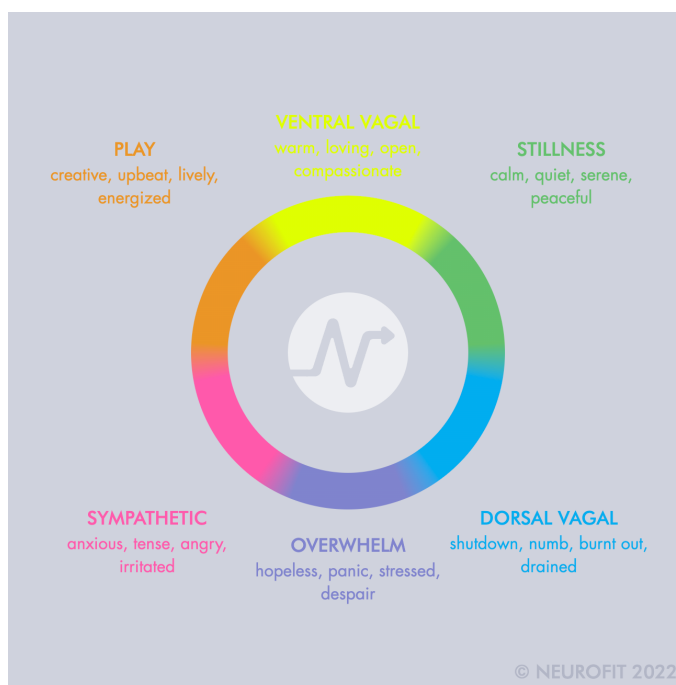 VENTRAL VAGAL
warm, loving, open,
compassionate
PLAY
creative, upbeat, lively,
energized
STILLNESS
calm, quiet, serene,
peaceful
SYMPATHETIC
anxious, tense, angry,
irritated
OVERWHELM
hopeless, panic, stressed,
despair
DORSAL VAGAL
shutdown, numb, burnt out,
drained
© NEUROFIT 2022